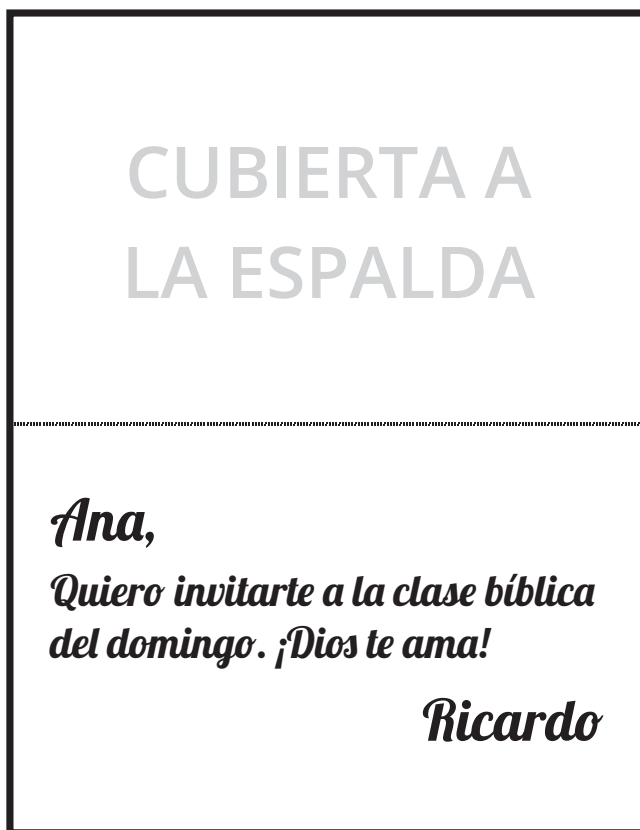 CUBIERTA A
LA ESPALDA
Ana,
Quiero invitarte a la clase bíblica
del domingo. ¡Dios te ama!
Ricardo